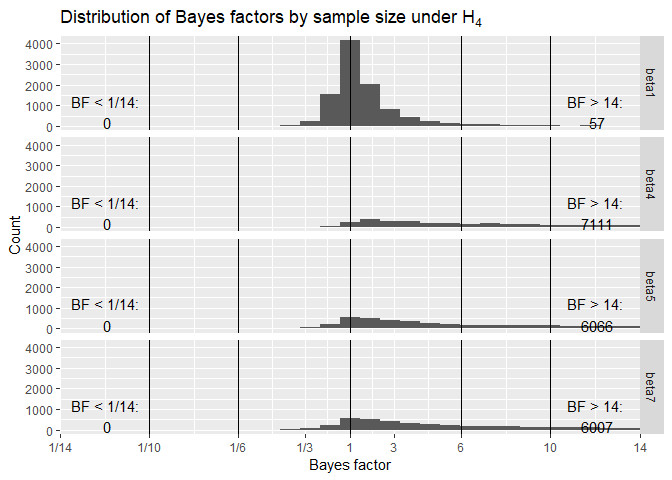 Distribution of Bayes factors by sample size under H₄
Count
4000
3000
2000
1000
0
BF < 1/14:
0
BF > 14:
57
beta1
4000
3000
2000
1000
0
BF < 1/14:
0
BF > 14:
7111
beta4
4000
3000
2000
1000
0
BF < 1/14:
0
BF > 14:
6066
beta5
4000
3000
2000
1000
0
BF < 1/14:
0
BF > 14:
6007
beta7
1/14 1/10 1/6 1/3 1 3 6 10 14
Bayes factor